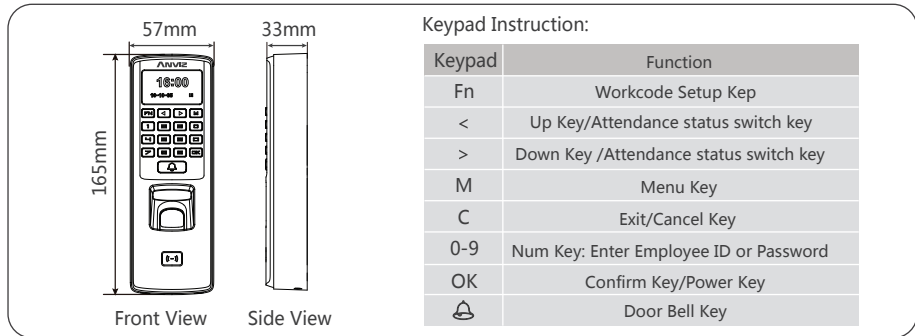 57mm
33mm
165mm
ANVIZ
16:00
FN < > M
OK
Front View
Side View
Keypad Instruction:
Keypad Function
Fn Workcode Setup Kep
< Up Key/Attendance status switch key
> Down Key /Attendance status switch key
M Menu Key
C Exit/Cancel Key
0-9 Num Key: Enter Employee ID or Password
OK Confirm Key/Power Key
Door Bell Key